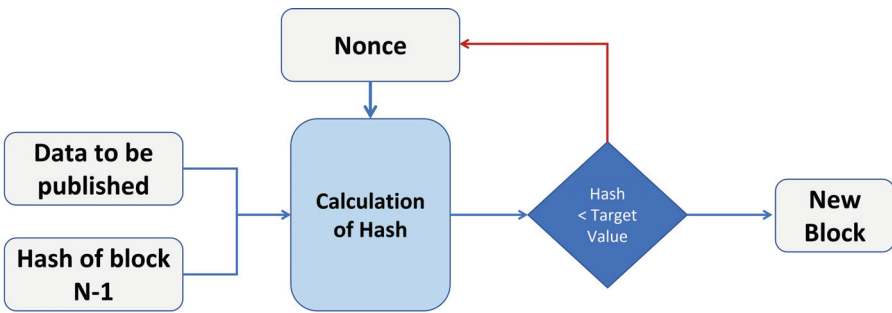 Nonce
Data to be
published
Hash of block
N-1
Calculation
of Hash
Hash
< Target
Value
New
Block